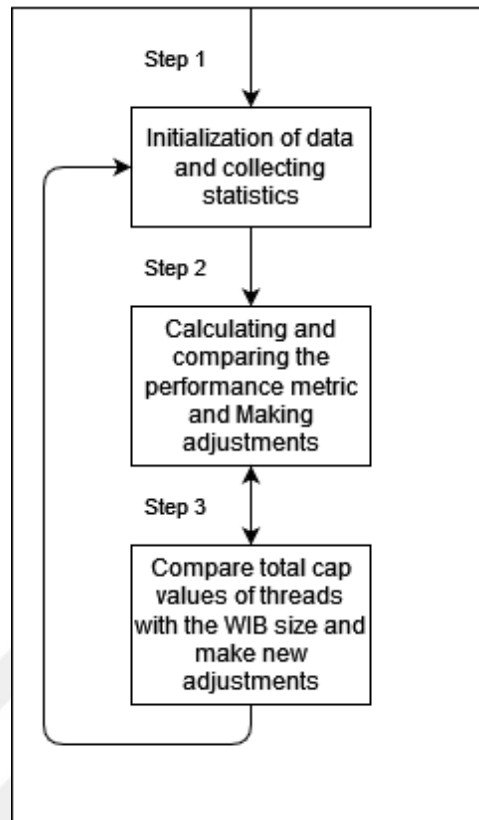 Step 1
Initialization of data
and collecting
statistics
Step 2
Calculating and
comparing the
performance metric
and Making
adjustments
Step 3
Compare total cap
values of threads
with the WIB size and
make new
adjustments